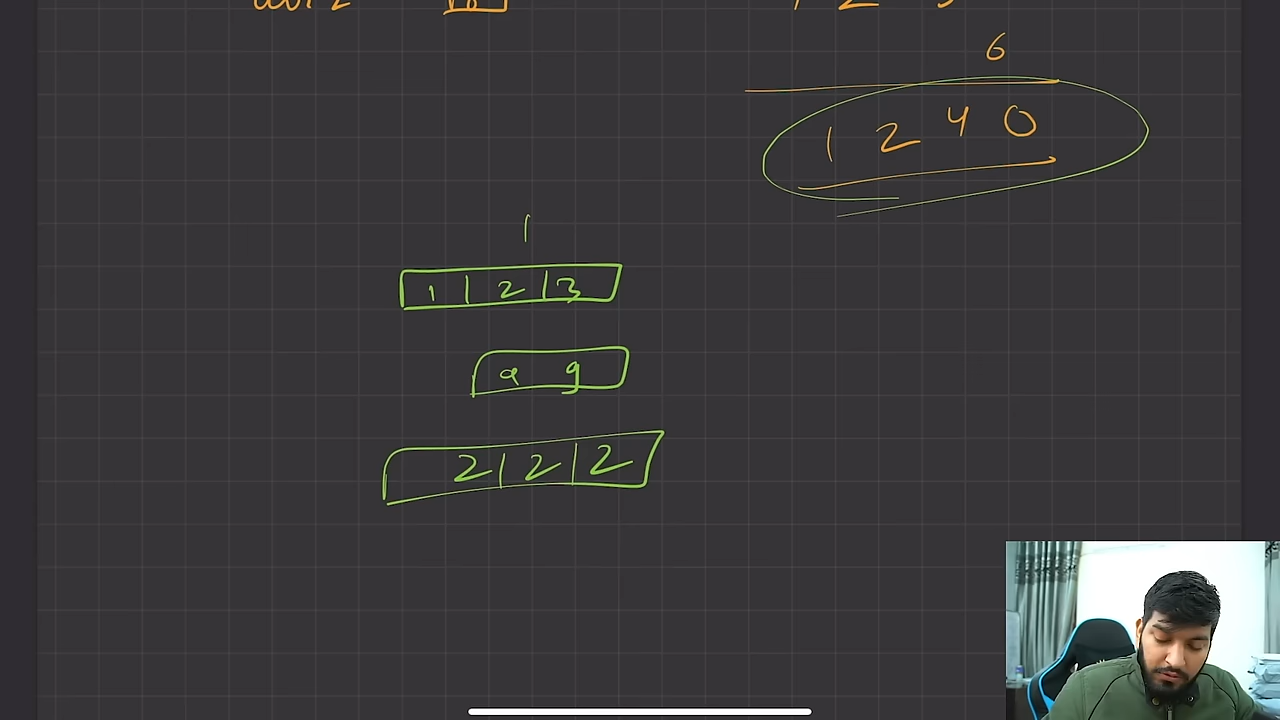 6
1 2 4 0
1
1 | 2 | 3
9 9
2 | 2 | 2